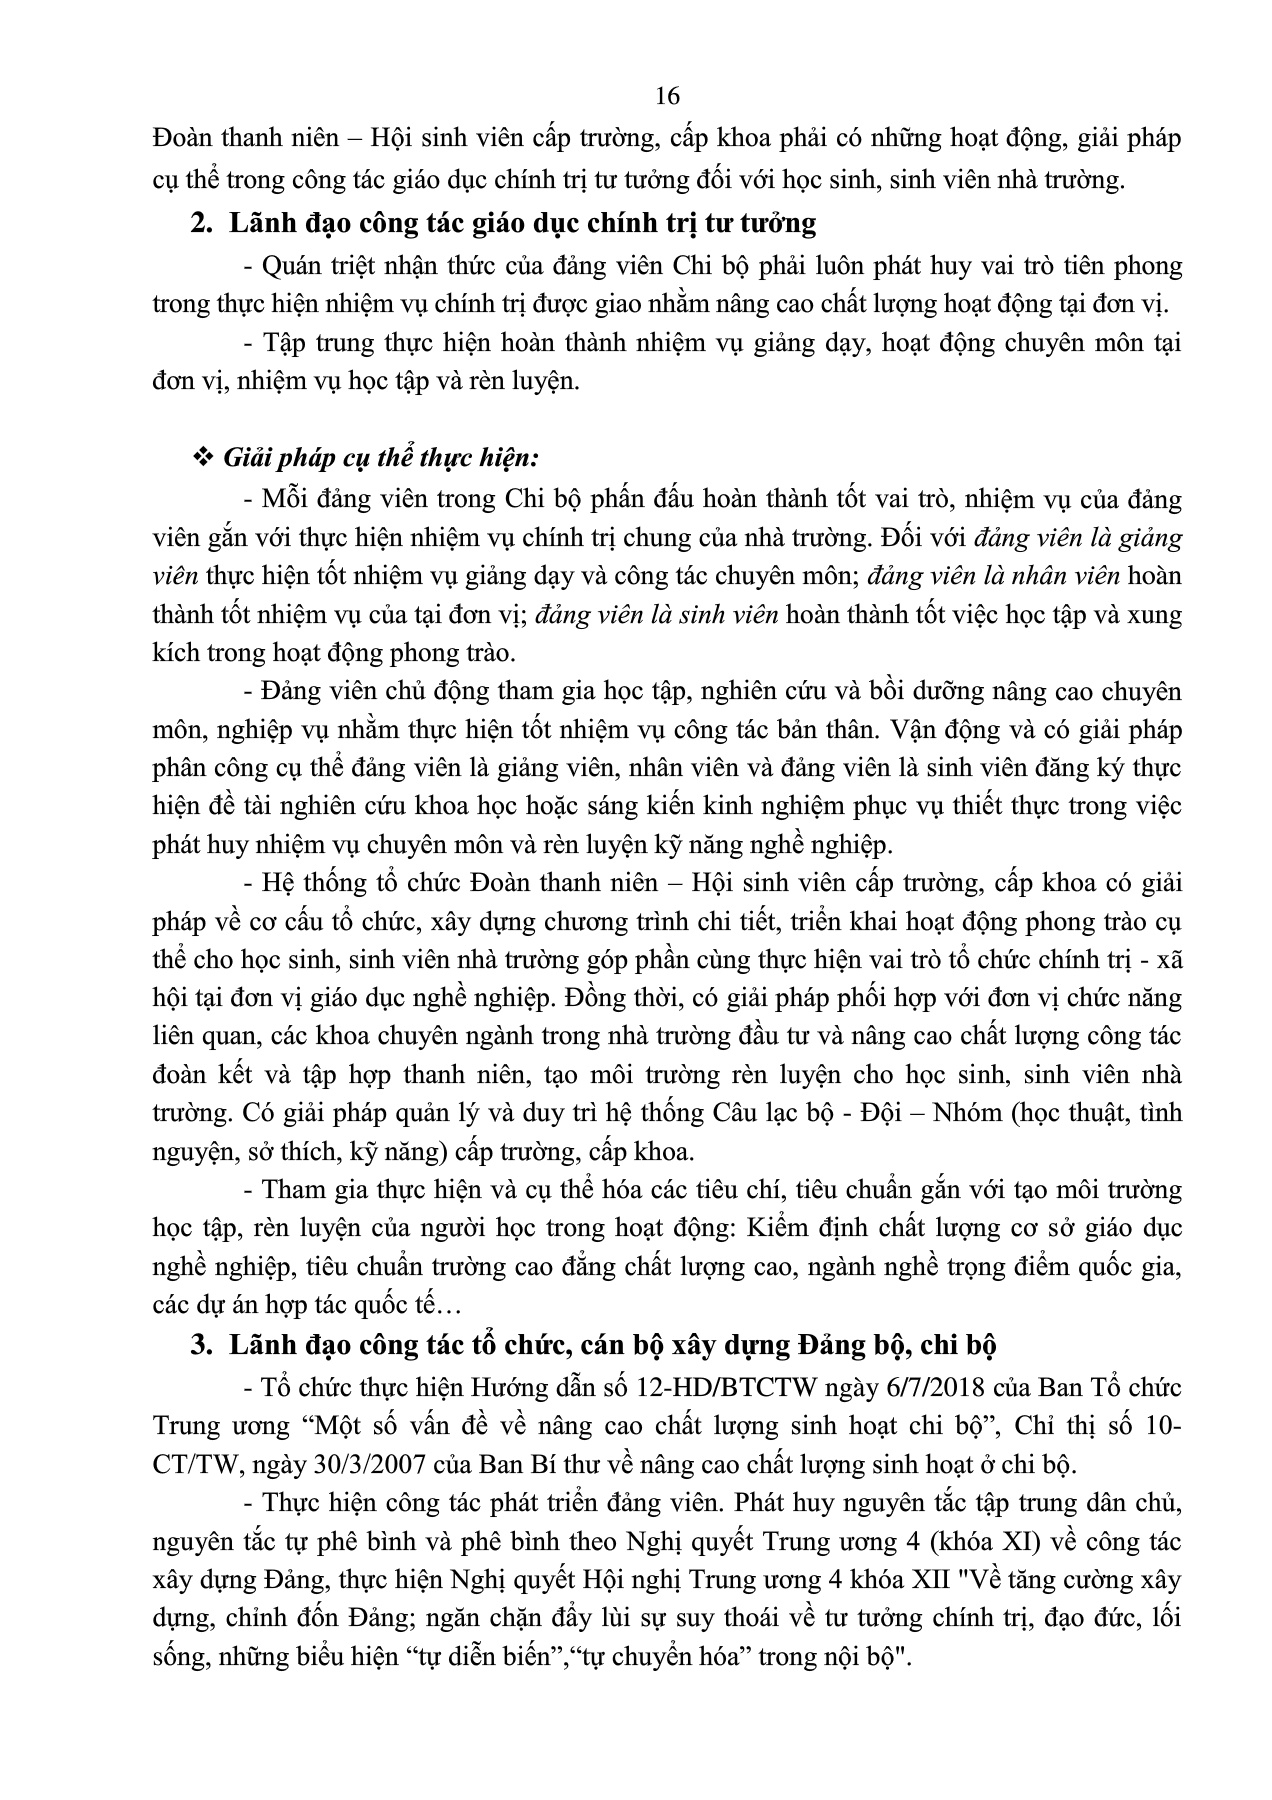 16
Đoàn thanh niên – Hội sinh viên cấp trường, cấp khoa phải có những hoạt động, giải pháp
cụ thể trong công tác giáo dục chính trị tư tưởng đối với học sinh, sinh viên nhà trường.
2. Lãnh đạo công tác giáo dục chính trị tư tưởng
- Quán triệt nhận thức của đảng viên Chi bộ phải luôn phát huy vai trò tiên phong
trong thực hiện nhiệm vụ chính trị được giao nhằm nâng cao chất lượng hoạt động tại đơn vị.
- Tập trung thực hiện hoàn thành nhiệm vụ giảng dạy, hoạt động chuyên môn tại
đơn vị, nhiệm vụ học tập và rèn luyện.
❖ Giải pháp cụ thể thực hiện:
- Mỗi đảng viên trong Chi bộ phấn đấu hoàn thành tốt vai trò, nhiệm vụ của đảng
viên gắn với thực hiện nhiệm vụ chính trị chung của nhà trường. Đối với đảng viên là giảng
viên thực hiện tốt nhiệm vụ giảng dạy và công tác chuyên môn; đảng viên là nhân viên hoàn
thành tốt nhiệm vụ của tại đơn vị; đảng viên là sinh viên hoàn thành tốt việc học tập và xung
kích trong hoạt động phong trào.
- Đảng viên chủ động tham gia học tập, nghiên cứu và bồi dưỡng nâng cao chuyên
môn, nghiệp vụ nhằm thực hiện tốt nhiệm vụ công tác bản thân. Vận động và có giải pháp
phân công cụ thể đảng viên là giảng viên, nhân viên và đảng viên là sinh viên đăng ký thực
hiện đề tài nghiên cứu khoa học hoặc sáng kiến kinh nghiệm phục vụ thiết thực trong việc
phát huy nhiệm vụ chuyên môn và rèn luyện kỹ năng nghề nghiệp.
- Hệ thống tổ chức Đoàn thanh niên – Hội sinh viên cấp trường, cấp khoa có giải
pháp về cơ cấu tổ chức, xây dựng chương trình chi tiết, triển khai hoạt động phong trào cụ
thể cho học sinh, sinh viên nhà trường góp phần cùng thực hiện vai trò tổ chức chính trị - xã
hội tại đơn vị giáo dục nghề nghiệp. Đồng thời, có giải pháp phối hợp với đơn vị chức năng
liên quan, các khoa chuyên ngành trong nhà trường đầu tư và nâng cao chất lượng công tác
đoàn kết và tập hợp thanh niên, tạo môi trường rèn luyện cho học sinh, sinh viên nhà
trường. Có giải pháp quản lý và duy trì hệ thống Câu lạc bộ - Đội – Nhóm (học thuật, tình
nguyện, sở thích, kỹ năng) cấp trường, cấp khoa.
- Tham gia thực hiện và cụ thể hóa các tiêu chí, tiêu chuẩn gắn với tạo môi trường
học tập, rèn luyện của người học trong hoạt động: Kiểm định chất lượng cơ sở giáo dục
nghề nghiệp, tiêu chuẩn trường cao đẳng chất lượng cao, ngành nghề trọng điểm quốc gia,
các dự án hợp tác quốc tế…
3. Lãnh đạo công tác tổ chức, cán bộ xây dựng Đảng bộ, chi bộ
- Tổ chức thực hiện Hướng dẫn số 12-HD/BTCTW ngày 6/7/2018 của Ban Tổ chức
Trung ương “Một số vấn đề về nâng cao chất lượng sinh hoạt chi bộ”, Chỉ thị số 10-
CT/TW, ngày 30/3/2007 của Ban Bí thư về nâng cao chất lượng sinh hoạt ở chi bộ.
- Thực hiện công tác phát triển đảng viên. Phát huy nguyên tắc tập trung dân chủ,
nguyên tắc tự phê bình và phê bình theo Nghị quyết Trung ương 4 (khóa XI) về công tác
xây dựng Đảng, thực hiện Nghị quyết Hội nghị Trung ương 4 khóa XII "Về tăng cường xây
dựng, chỉnh đốn Đảng; ngăn chặn đẩy lùi sự suy thoái về tư tưởng chính trị, đạo đức, lối
sống, những biểu hiện “tự diễn biến”,“tự chuyển hóa” trong nội bộ".